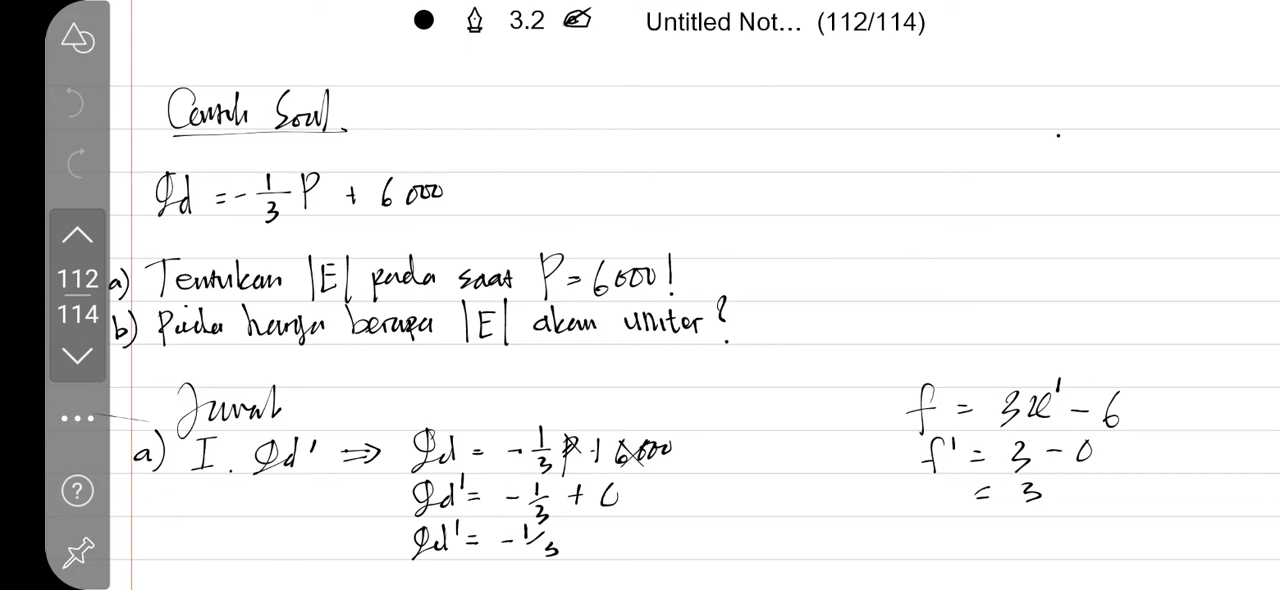 3.2 Untitled Not... (112/114)
Contoh Soal.
Qd = -1/3 P + 6000
112
114
a) Tentukan |E| pada saat P = 6000!
b) Pada harga berapa |E| akan uniter?
Jawab
a) I. Qd' ⇒ Qd = -1/3 P + 6000
Qd' = -1/3 + 0
Qd' = -1/3
f = 3x' - 6
f' = 3 - 0
= 3